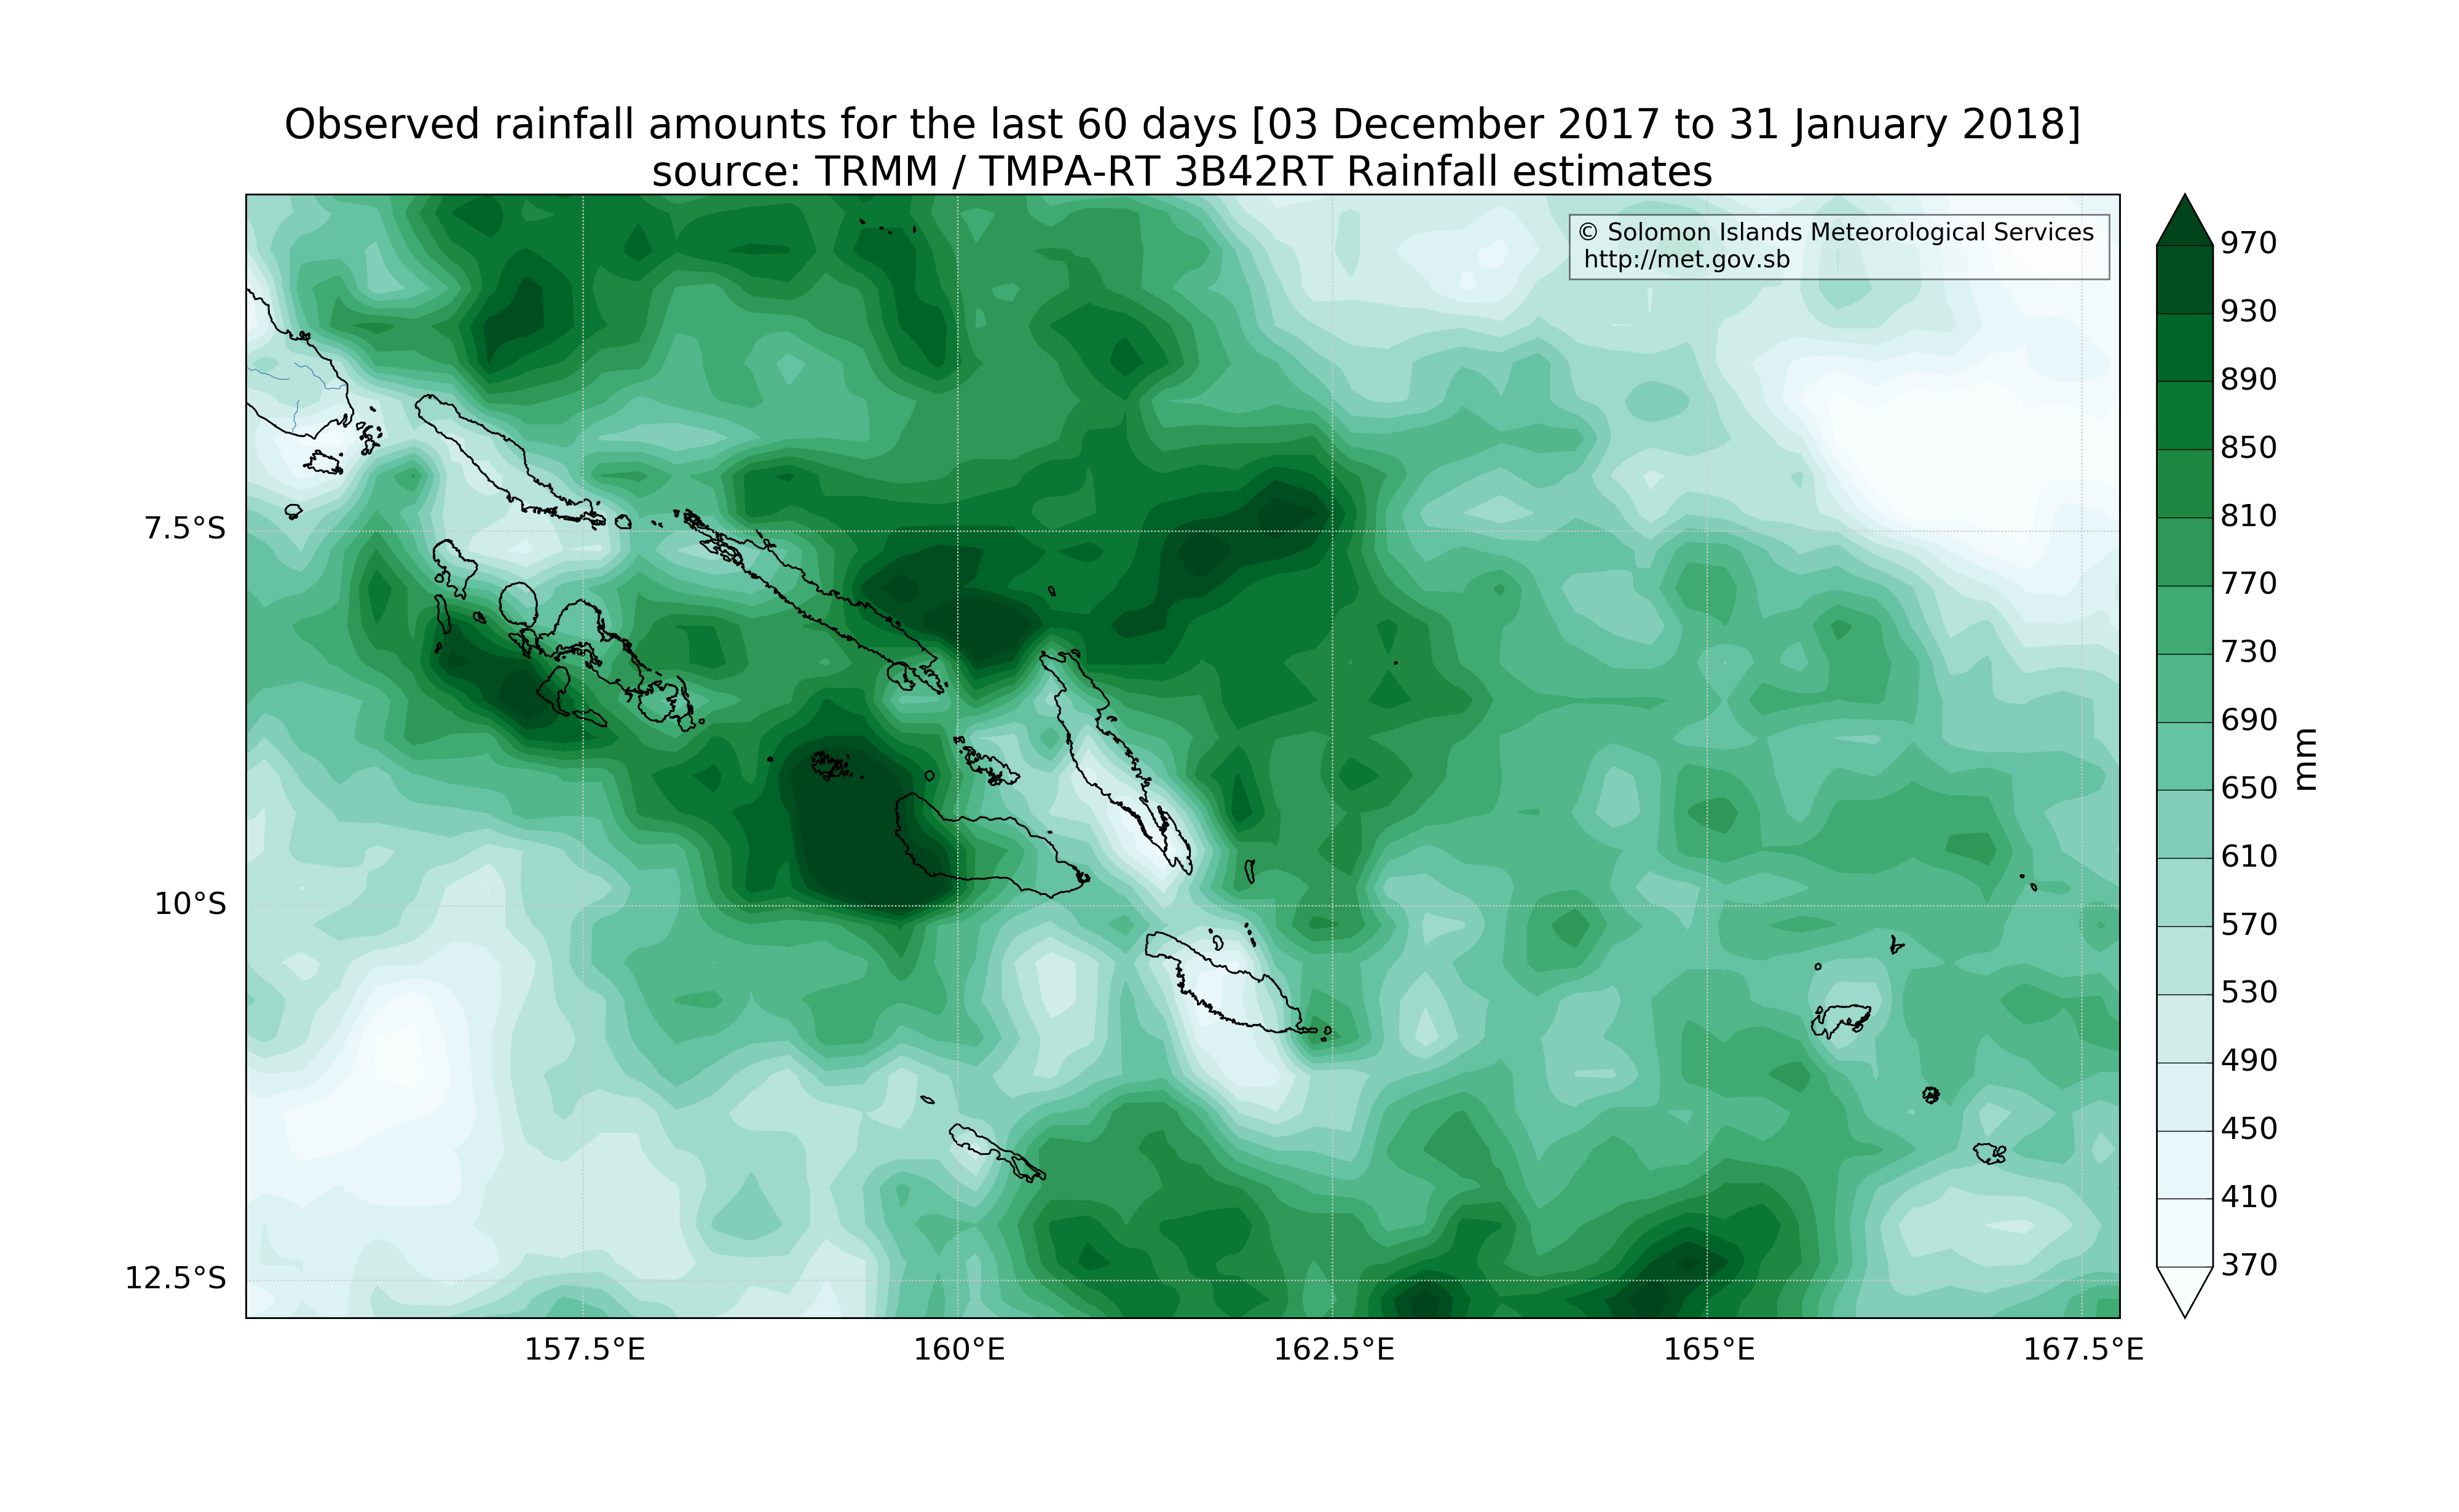 Observed rainfall amounts for the last 60 days [03 December 2017 to 31 January 2018]
source: TRMM / TMPA-RT 3B42RT Rainfall estimates
© Solomon Islands Meteorological Services
http://met.gov.sb
7.5°S
10°S
12.5°S
157.5°E
160°E
162.5°E
165°E
167.5°E
970
930
890
850
810
770
730
690
650
610
570
530
490
450
410
370
mm